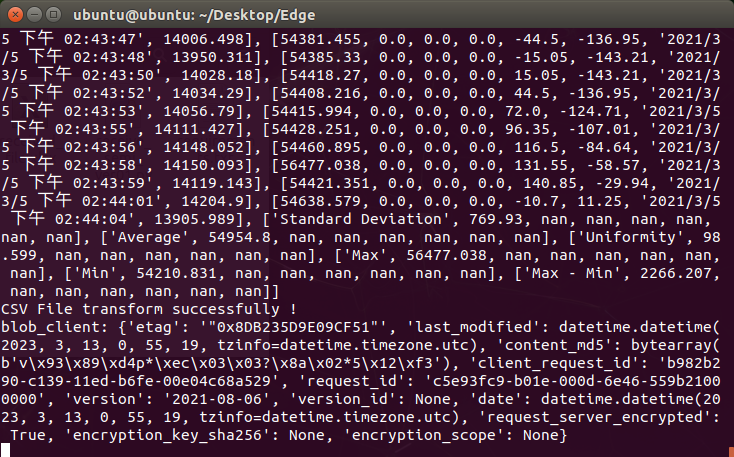 ubuntu@ubuntu: ~/Desktop/Edge
5 下午 02:43:47', 14006.498], [54381.455, 0.0, 0.0, 0.0, -44.5, -136.95, '2021/3
/5 下午 02:43:48', 13950.311], [54385.33, 0.0, 0.0, 0.0, -15.05, -143.21, '2021/
3/5 下午 02:43:50', 14028.18], [54418.27, 0.0, 0.0, 0.0, 15.05, -143.21, '2021/3
/5 下午 02:43:52', 14034.29], [54408.216, 0.0, 0.0, 0.0, 44.5, -136.95, '2021/3/
5 下午 02:43:53', 14056.79], [54415.994, 0.0, 0.0, 0.0, 72.0, -124.71, '2021/3/5
 下午 02:43:55', 14111.427], [54428.251, 0.0, 0.0, 0.0, 96.35, -107.01, '2021/3/
5 下午 02:43:56', 14148.052], [54460.895, 0.0, 0.0, 0.0, 116.5, -84.64, '2021/3/
5 下午 02:43:58', 14150.093], [56477.038, 0.0, 0.0, 0.0, 131.55, -58.57, '2021/3
/5 下午 02:43:59', 14119.143], [54421.351, 0.0, 0.0, 0.0, 140.85, -29.94, '2021/
3/5 下午 02:44:01', 14204.9], [54638.579, 0.0, 0.0, 0.0, -10.7, 11.25, '2021/3/5
 下午 02:44:04', 13905.989], ['Standard Deviation', 769.93, nan, nan, nan, nan, 
nan, nan], ['Average', 54954.8, nan, nan, nan, nan, nan, nan], ['Uniformity', 98
.599, nan, nan, nan, nan, nan, nan], ['Max', 56477.038, nan, nan, nan, nan, nan,
 nan], ['Min', 54210.831, nan, nan, nan, nan, nan, nan], ['Max - Min', 2266.207,
 nan, nan, nan, nan, nan, nan]]
CSV File transform successfully !
blob_client: {'etag': '"0x8DB235D9E09CF51"', 'last_modified': datetime.datetime(
2023, 3, 13, 0, 55, 19, tzinfo=datetime.timezone.utc), 'content_md5': bytearray(
b'v\x93\x89\xd4p*\xec\x03\x03?\x8a\x02*5\x12\xf3'), 'client_request_id': 'b982b2
90-c139-11ed-b6fe-00e04c68a529', 'request_id': 'c5e93fc9-b01e-000d-6e46-559b2100
0000', 'version': '2021-08-06', 'version_id': None, 'date': datetime.datetime(20
23, 3, 13, 0, 55, 19, tzinfo=datetime.timezone.utc), 'request_server_encrypted':
 True, 'encryption_key_sha256': None, 'encryption_scope': None}